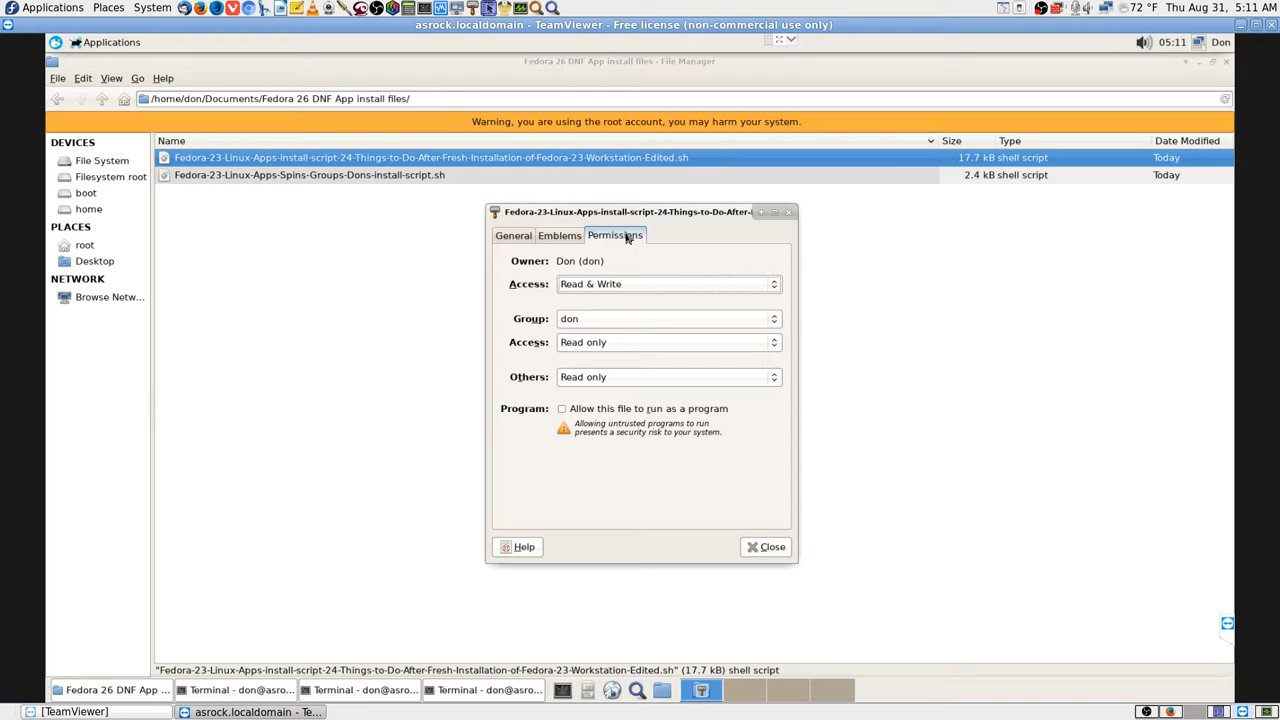 Applications Places System 72 °F Thu Aug 31, 5:11 AM
asrock.localdomain - TeamViewer - Free license (non-commercial use only)
Applications 05:11 Don
Fedora 26 DNF App install files - File Manager
File Edit View Go Help
/home/don/Documents/Fedora 26 DNF App install files/
Warning, you are using the root account, you may harm your system.
DEVICES
File System
Filesystem root
boot
home
PLACES
root
Desktop
NETWORK
Browse Netw...
Name Size Type Date Modified
Fedora-23-Linux-Apps-install-script-24-Things-to-Do-After-Fresh-Installation-of-Fedora-23-Workstation-Edited.sh 17.7 kB shell script Today
Fedora-23-Linux-Apps-Spins-Groups-Dons-install-script.sh 2.4 kB shell script Today
Fedora-23-Linux-Apps-install-script-24-Things-to-Do-After-
General Emblems Permissions
Owner: Don (don)
Access: Read & Write
Group: don
Access: Read only
Others: Read only
Program: Allow this file to run as a program
Allowing untrusted programs to run
presents a security risk to your system.
Help Close
"Fedora-23-Linux-Apps-install-script-24-Things-to-Do-After-Fresh-Installation-of-Fedora-23-Workstation-Edited.sh" (17.7 kB) shell script
Fedora 26 DNF App ... Terminal - don@asro... Terminal - don@asro... Terminal - don@asro...
[TeamViewer] asrock.localdomain - Te...